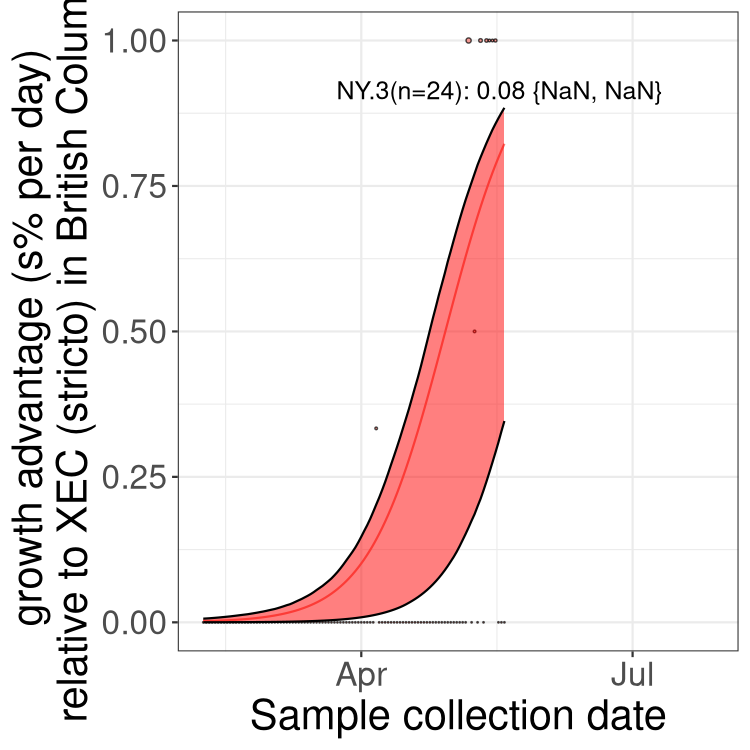 growth advantage (s% per day)
relative to XEC (stricto) in British Colum
1.00
0.75
0.50
0.25
0.00
NY.3(n=24): 0.08 {NaN, NaN}
Apr
Jul
Sample collection date